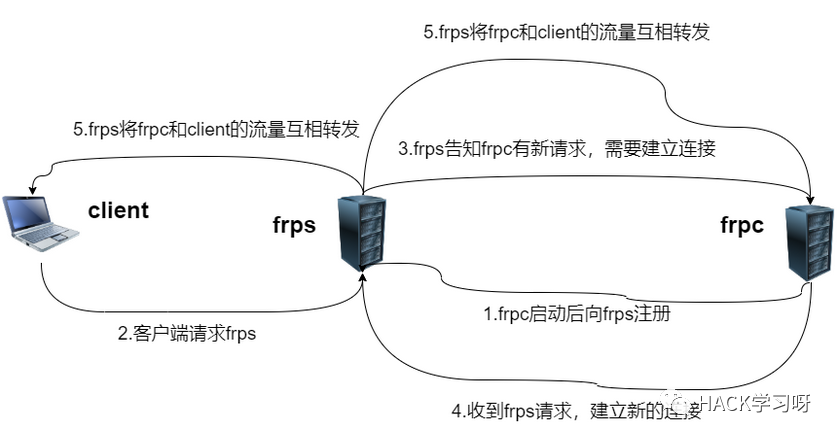 5.frps将frpc和client的流量互相转发
5.frps将frpc和client的流量互相转发
3.frps告知frpc有新请求，需要建立连接
client
frps
frpc
1.frpc启动后向frps注册
2.客户端请求frps
4.收到frps请求，建立新的连接
HACK学习呀